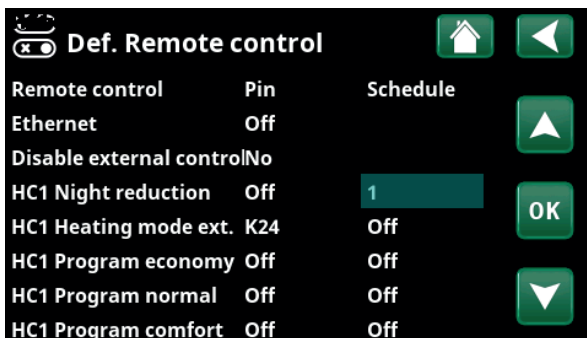 Def. Remote control
Remote control Pin Schedule
Ethernet Off
Disable external control No
HC1 Night reduction Off 1
HC1 Heating mode ext. K24 Off
OK
HC1 Program economy Off Off
HC1 Program normal Off Off
HC1 Program comfort Off Off